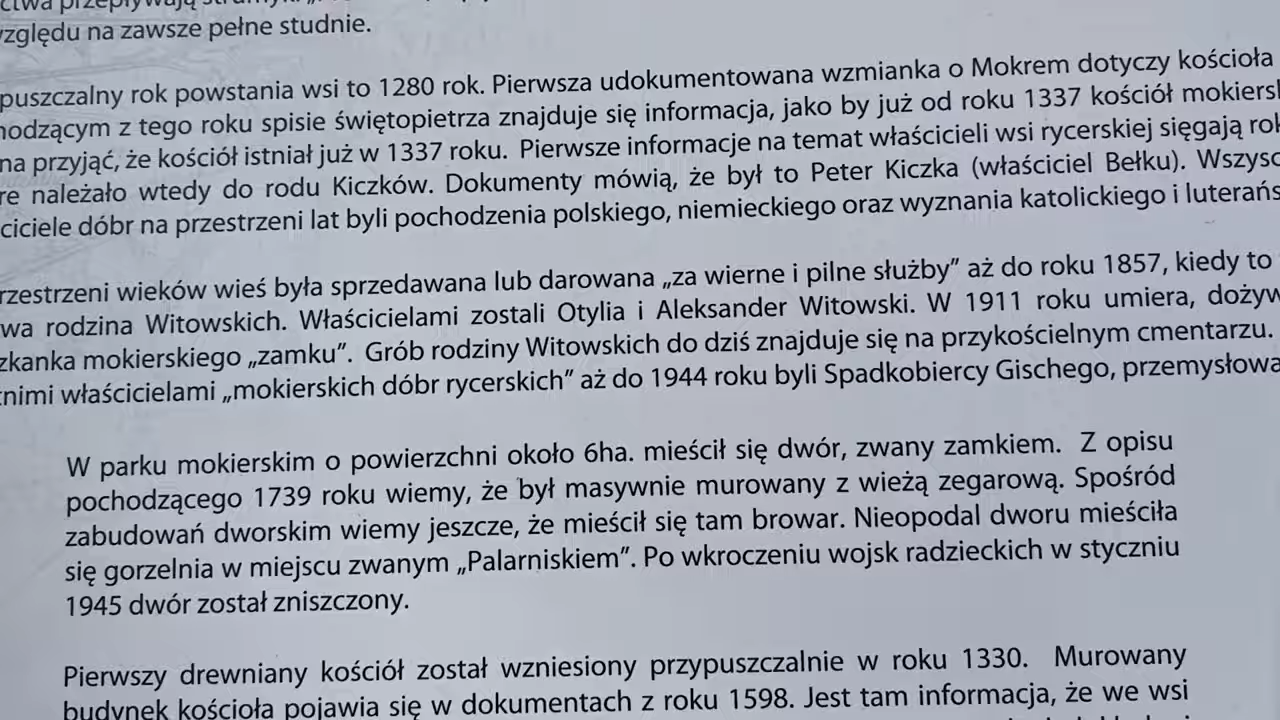 względu na zawsze pełne studnie.
puszczalny rok powstania wsi to 1280 rok. Pierwsza udokumentowana wzmianka o Mokrem dotyczy kościoła
hodzącym z tego roku spisie świętopietrza znajduje się informacja, jako by już od roku 1337 kościół mokiersk
na przyjąć, że kościół istniał już w 1337 roku. Pierwsze informacje na temat właścicieli wsi rycerskiej sięgają rok
re należało wtedy do rodu Kiczków. Dokumenty mówią, że był to Peter Kiczka (właściciel Bełku). Wszysc
ciciele dóbr na przestrzeni lat byli pochodzenia polskiego, niemieckiego oraz wyznania katolickiego i luterańs
rzestrzeni wieków wieś była sprzedawana lub darowana „za wierne i pilne służby” aż do roku 1857, kiedy to
wa rodzina Witowskich. Właścicielami zostali Otylia i Aleksander Witowski. W 1911 roku umiera, dożyw
zkanka mokierskiego „zamku”. Grób rodziny Witowskich do dziś znajduje się na przykościelnym cmentarzu.
tnimi właścicielami „mokierskich dóbr rycerskich” aż do 1944 roku byli Spadkobiercy Gischego, przemysłowa
W parku mokierskim o powierzchni około 6ha. mieścił się dwór, zwany zamkiem. Z opisu
pochodzącego 1739 roku wiemy, że był masywnie murowany z wieżą zegarową. Spośród
zabudowań dworskim wiemy jeszcze, że mieścił się tam browar. Nieopodal dworu mieściła
się gorzelnia w miejscu zwanym „Palarniskiem”. Po wkroczeniu wojsk radzieckich w styczniu
1945 dwór został zniszczony.
Pierwszy drewniany kościół został wzniesiony przypuszczalnie w roku 1330. Murowany
budynek kościoła pojawia się w dokumentach z roku 1598. Jest tam informacja, że we wsi